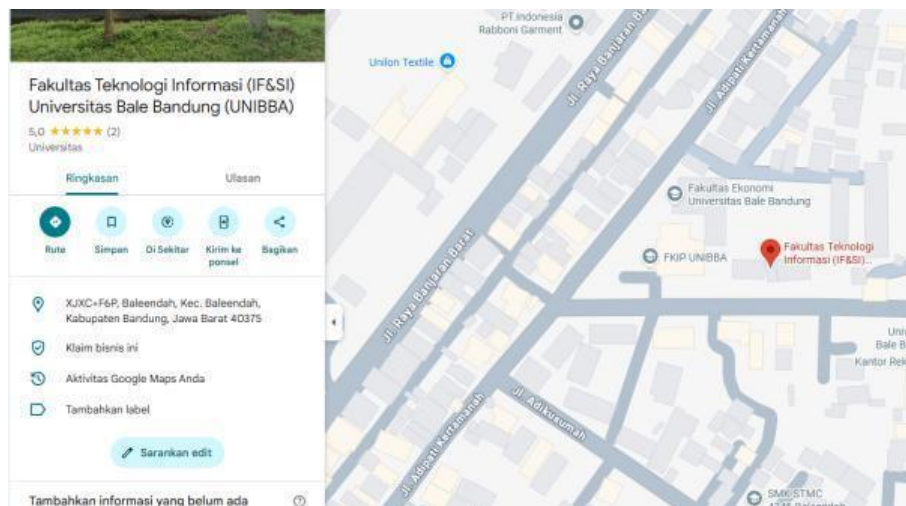 Fakultas Teknologi Informasi (IF&SI)
Universitas Bale Bandung (UNIBBA)
5,0 (2)
Universitas
Ringkasan
Ulasan
Rute
Simpan
Di Sekitar
Kirim ke
ponsel
Bagikan
XJXC+F6P, Baleendah, Kec. Baleendah,
Kabupaten Bandung, Jawa Barat 40375
Klaim bisnis ini
Aktivitas Google Maps Anda
Tambahkan label
Sarankan edit
Tambahkan informasi yang belum ada
PT.Indonesia
Rabboni Garment
Unilon Textile
Jl. Raya Banjaran Ba
Jl. Adipati Kertamanah
Fakultas Ekonomi
Universitas Bale Bandung
Fakultas Teknologi
Informasi (IF&SI)...
FKIP UNIBBA
Jl. Raya Banjaran Barat
Uni
Bale B
Kantor Rek
Jl. Adikusumah
Jl. Adipati Kertamanah
SMK STMC